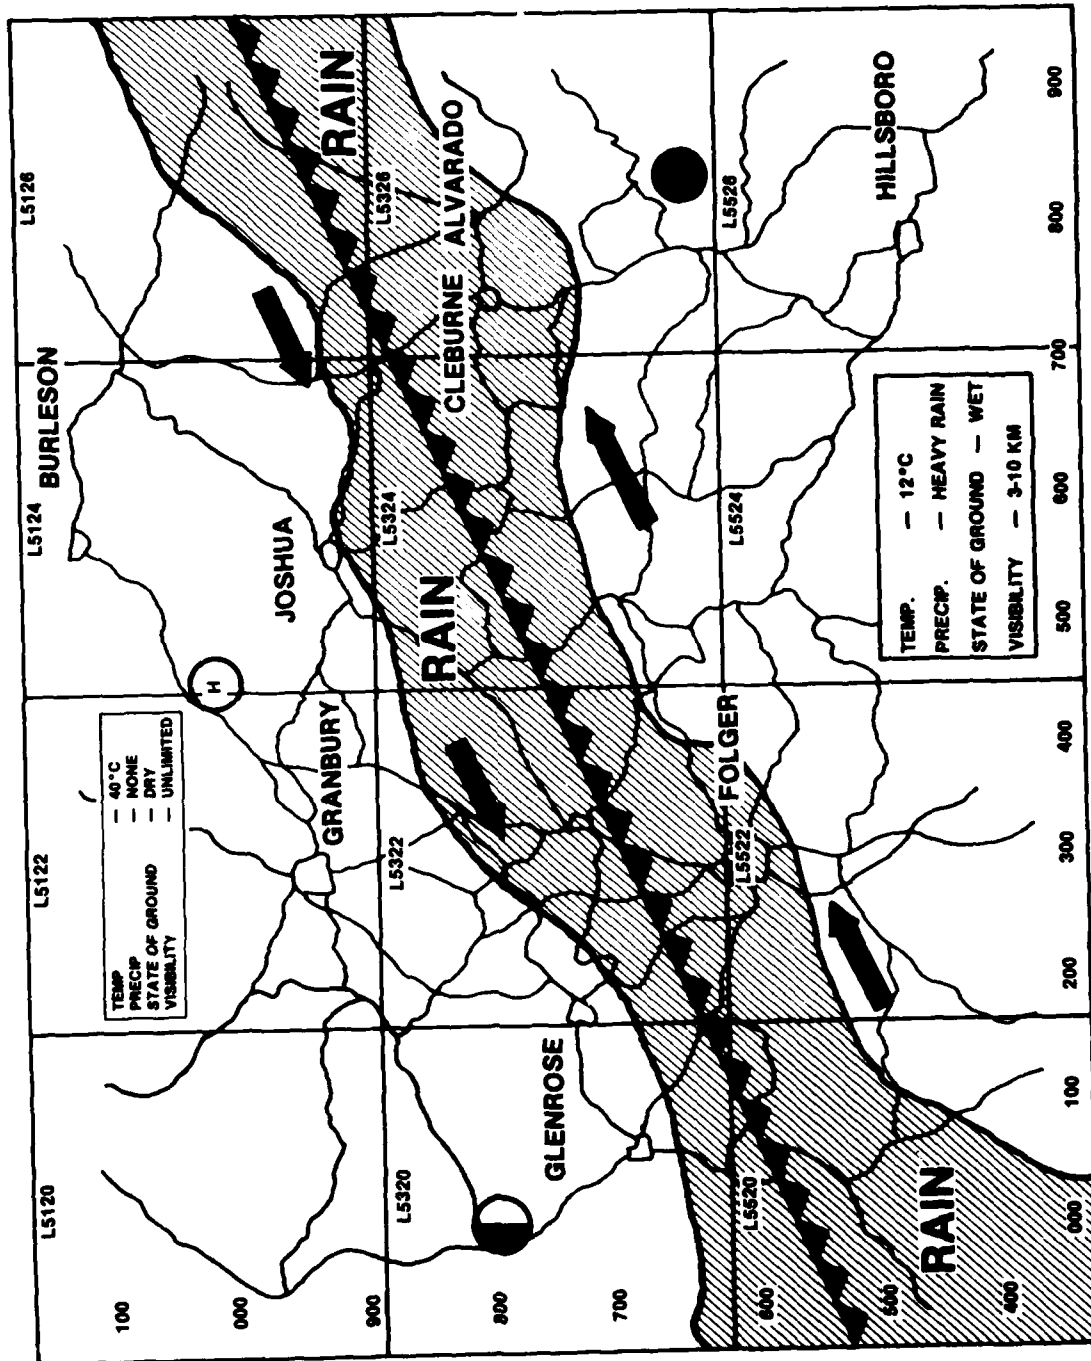 L5120
L5122
L5124
L5126
BURLESON
TEMP — 40°C
PRECIP — NONE
STATE OF GROUND — DRY
VISIBILITY — UNLIMITED
H
JOSHUA
GRANBURY
RAIN
L5320
L5322
L5324
L5326
CLEBURNE ALVARADO
RAIN
GLENROSE
FOLGER
L5520
L5522
L5524
L5526
HILLSBORO
TEMP. — 12°C
PRECIP. — HEAVY RAIN
STATE OF GROUND — WET
VISIBILITY — 3-10 KM
RAIN
100
000
900
800
700
600
500
400
000
100
200
300
400
500
600
700
800
900